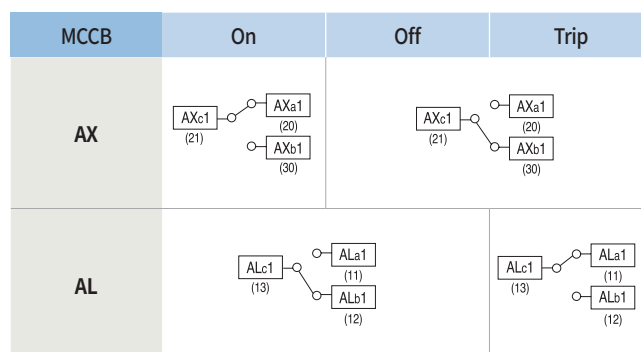 MCCB On Off Trip
AX
AXc1
(21)
AXa1
(20)
AXb1
(30)
AXc1
(21)
AXa1
(20)
AXb1
(30)
AL
ALc1
(13)
ALa1
(11)
ALb1
(12)
ALc1
(13)
ALa1
(11)
ALb1
(12)